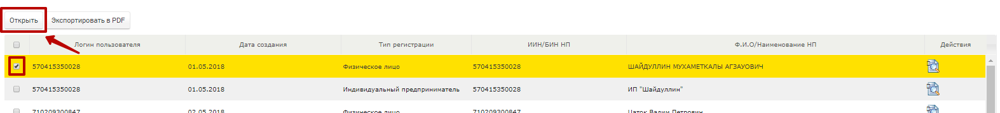 Открыть Экспортировать в PDF
Логин пользователя Дата создания Тип регистрации ИИН/БИН НП Ф.И.О/Наименование НП Действия
570415350028 01.05.2018 Физическое лицо 570415350028 ШАЙДУЛЛИН МУХАМЕТКАЛЫ АГЗАУОВИЧ
570415350028 01.05.2018 Индивидуальный предприниматель 570415350028 ИП "Шайдуллин"
710209300847 02.05.2018 Физическое лицо 710209300847 Цаток Вадим Петрович